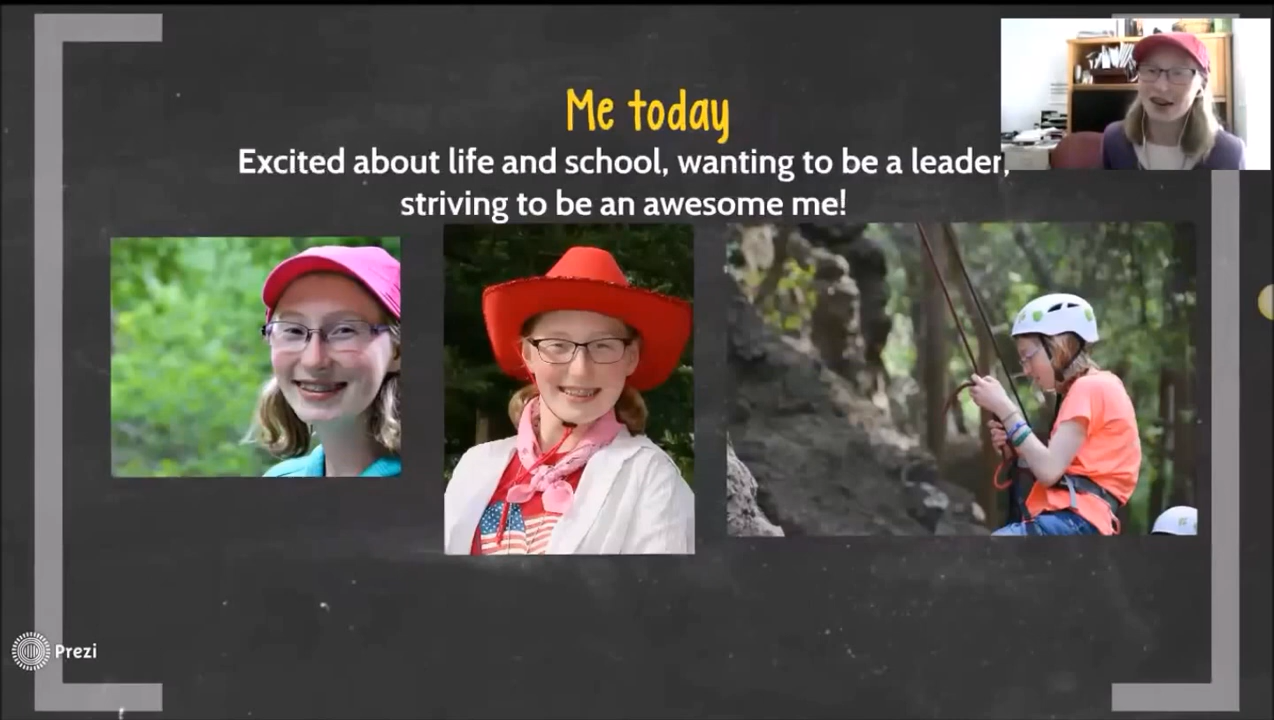 Me today
Excited about life and school, wanting to be a leader,
striving to be an awesome me!
Prezi